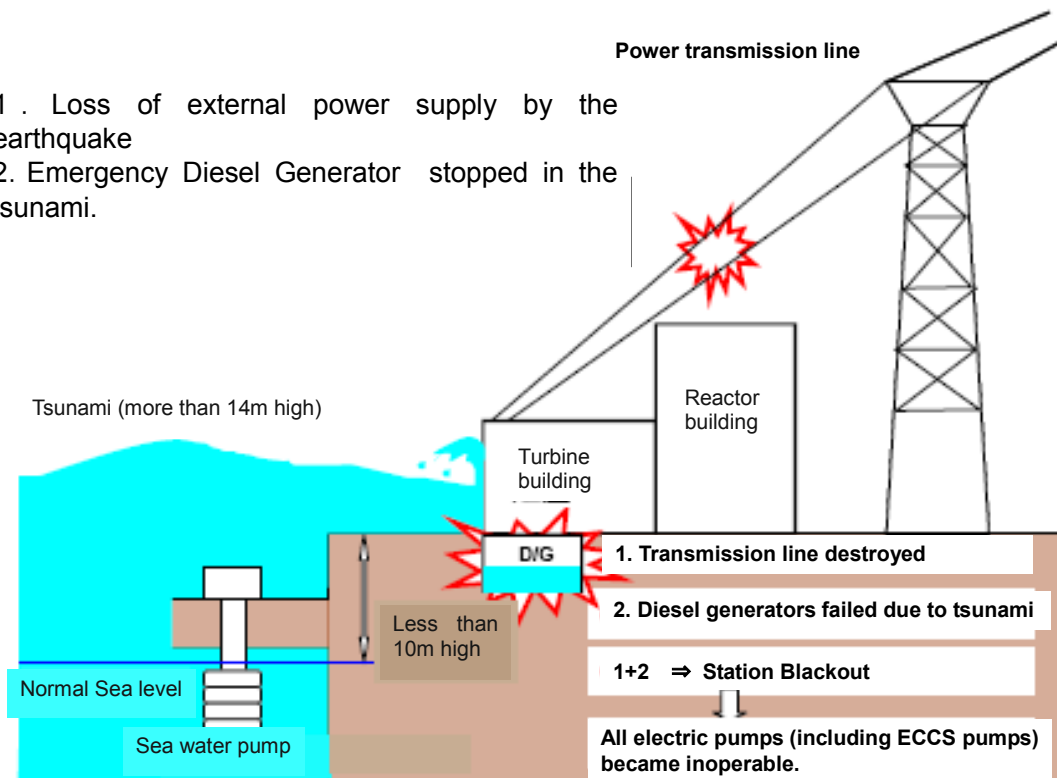 Power transmission line
1 . Loss of external power supply by the
earthquake
2. Emergency Diesel Generator stopped in the
tsunami.
Tsunami (more than 14m high)
Reactor
building
Turbine
building
D/G
1. Transmission line destroyed
2. Diesel generators failed due to tsunami
Less than
10m high
1+2 ⇒ Station Blackout
Normal Sea level
Sea water pump
All electric pumps (including ECCS pumps)
became inoperable.